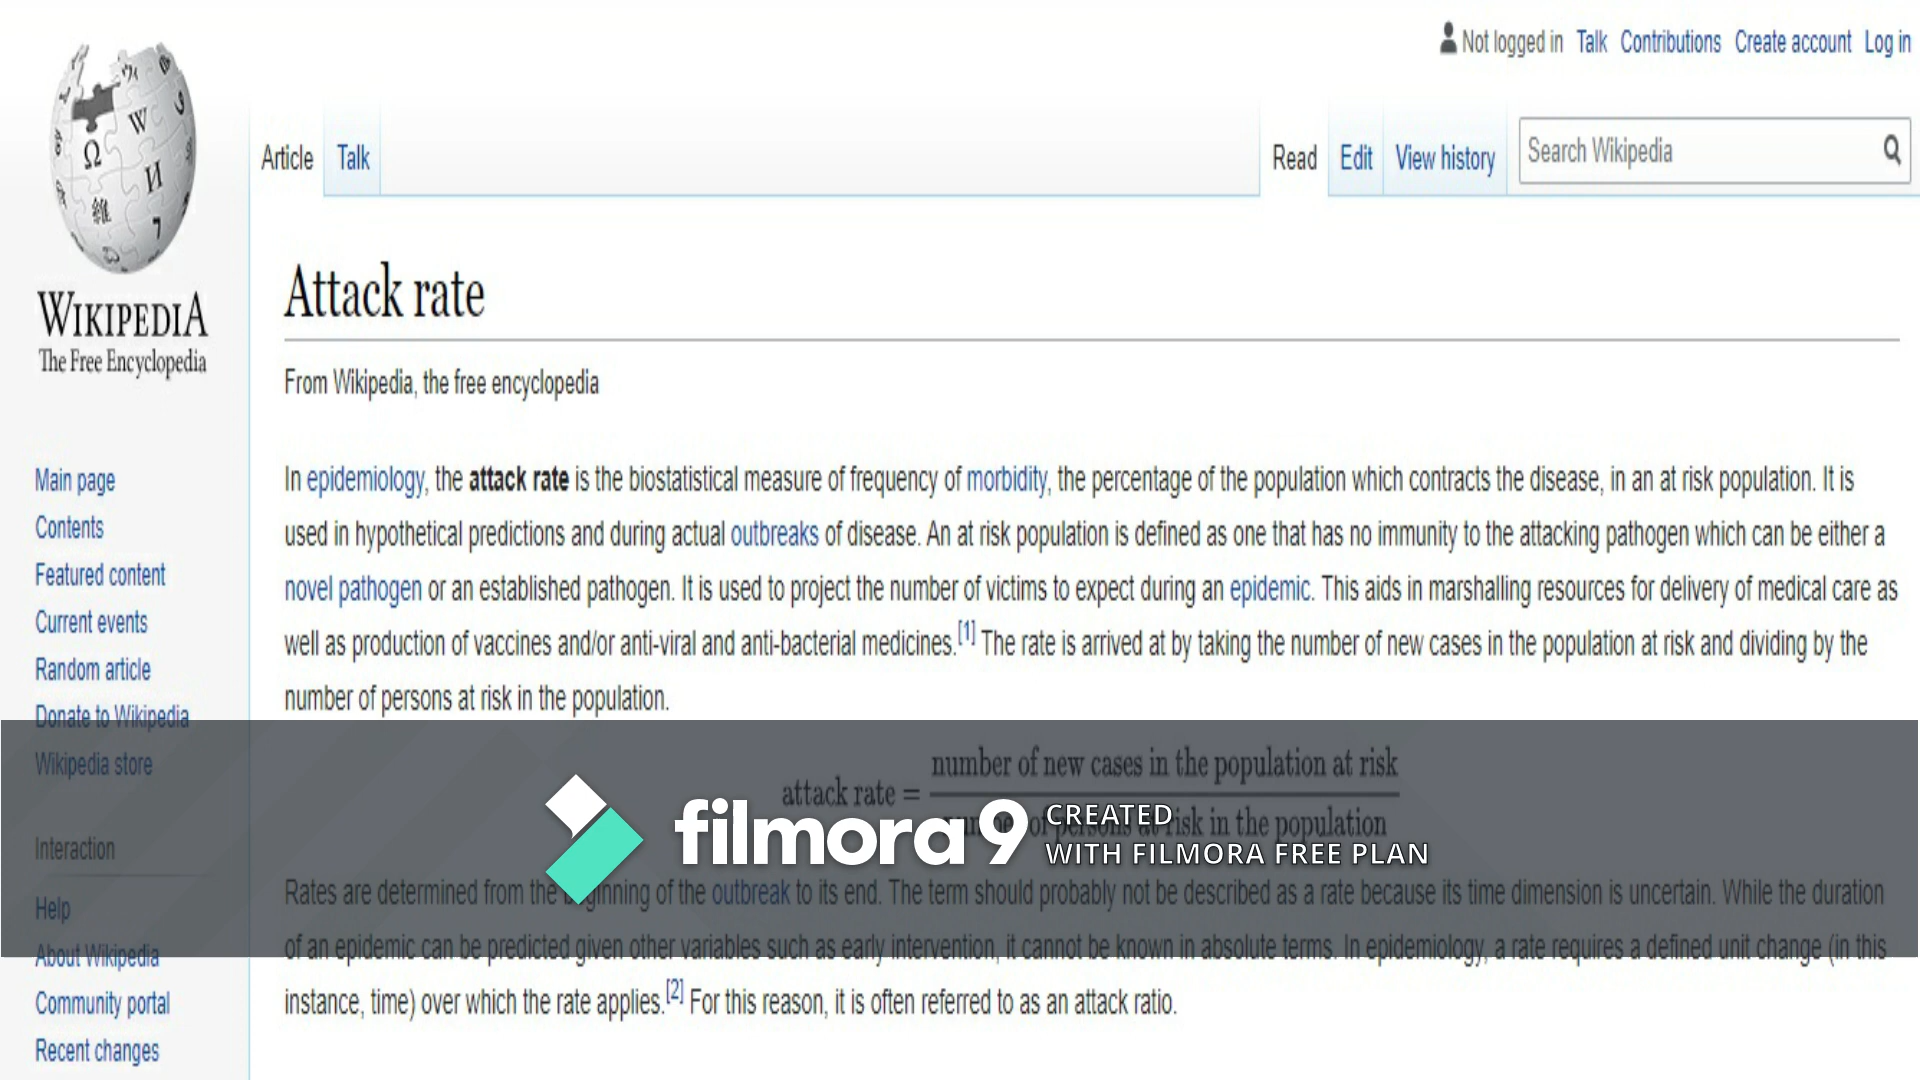 Not logged in Talk Contributions Create account Log in
Article Talk Read Edit View history Search Wikipedia
WIKIPEDIA
The Free Encyclopedia
Main page
Contents
Featured content
Current events
Random article
Donate to Wikipedia
Wikipedia store
Interaction
Help
About Wikipedia
Community portal
Recent changes
Attack rate
From Wikipedia, the free encyclopedia
In epidemiology, the attack rate is the biostatistical measure of frequency of morbidity, the percentage of the population which contracts the disease, in an at risk population. It is
used in hypothetical predictions and during actual outbreaks of disease. An at risk population is defined as one that has no immunity to the attacking pathogen which can be either a
novel pathogen or an established pathogen. It is used to project the number of victims to expect during an epidemic. This aids in marshalling resources for delivery of medical care as
well as production of vaccines and/or anti-viral and anti-bacterial medicines.[1] The rate is arrived at by taking the number of new cases in the population at risk and dividing by the
number of persons at risk in the population.
number of new cases in the population at risk
attack rate =
number of persons at risk in the population
filmora9 CREATED
WITH FILMORA FREE PLAN
Rates are determined from the beginning of the outbreak to its end. The term should probably not be described as a rate because its time dimension is uncertain. While the duration
of an epidemic can be predicted given other variables such as early intervention, it cannot be known in absolute terms. In epidemiology, a rate requires a defined unit change (in this
instance, time) over which the rate applies.[2] For this reason, it is often referred to as an attack ratio.